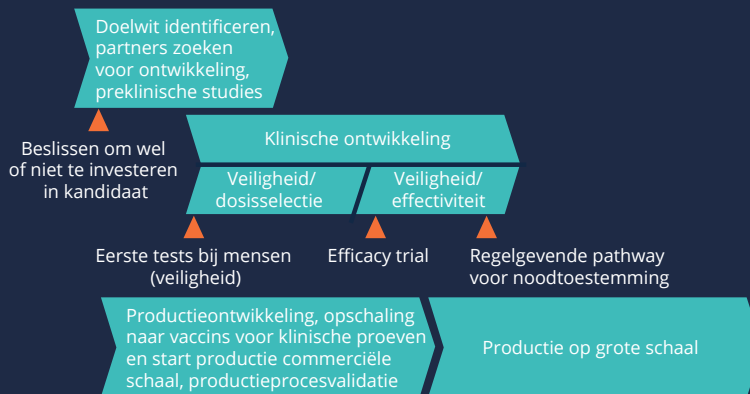 Doelwit identificeren,
partners zoeken
voor ontwikkeling,
preklinische studies
Beslissen om wel
of niet te investeren
in kandidaat
Klinische ontwikkeling
Veiligheid/
dosisselectie
Veiligheid/
effectiviteit
Eerste tests bij mensen
(veiligheid)
Efficacy trial
Regelgevende pathway
voor noodtoestemming
Productieontwikkeling, opschaling
naar vaccins voor klinische proeven
en start productie commerciële
schaal, productieprocesvalidatie
Productie op grote schaal